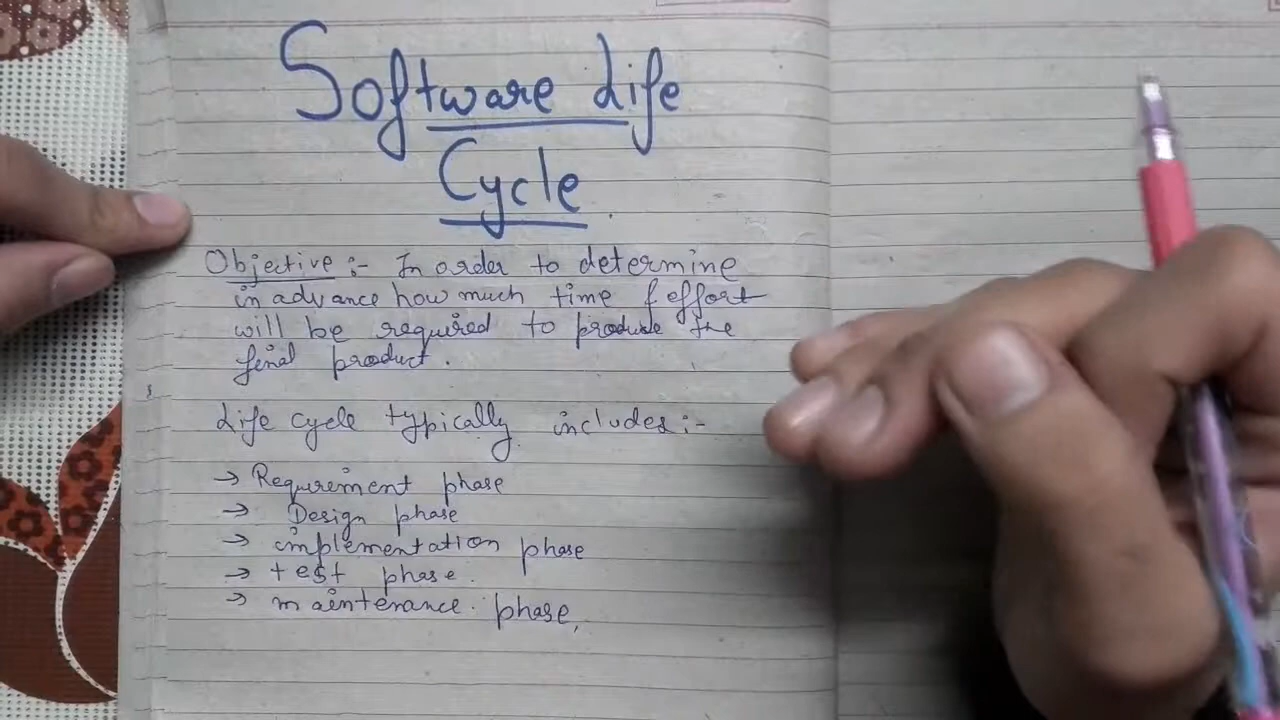 Software Life
Cycle
Objective :- In order to determine
in advance how much time & effort
will be required to produce the
final product.
Life cycle typically includes :-
→ Requirement phase
→ Design phase
→ implementation phase
→ test phase.
→ maintenance phase,